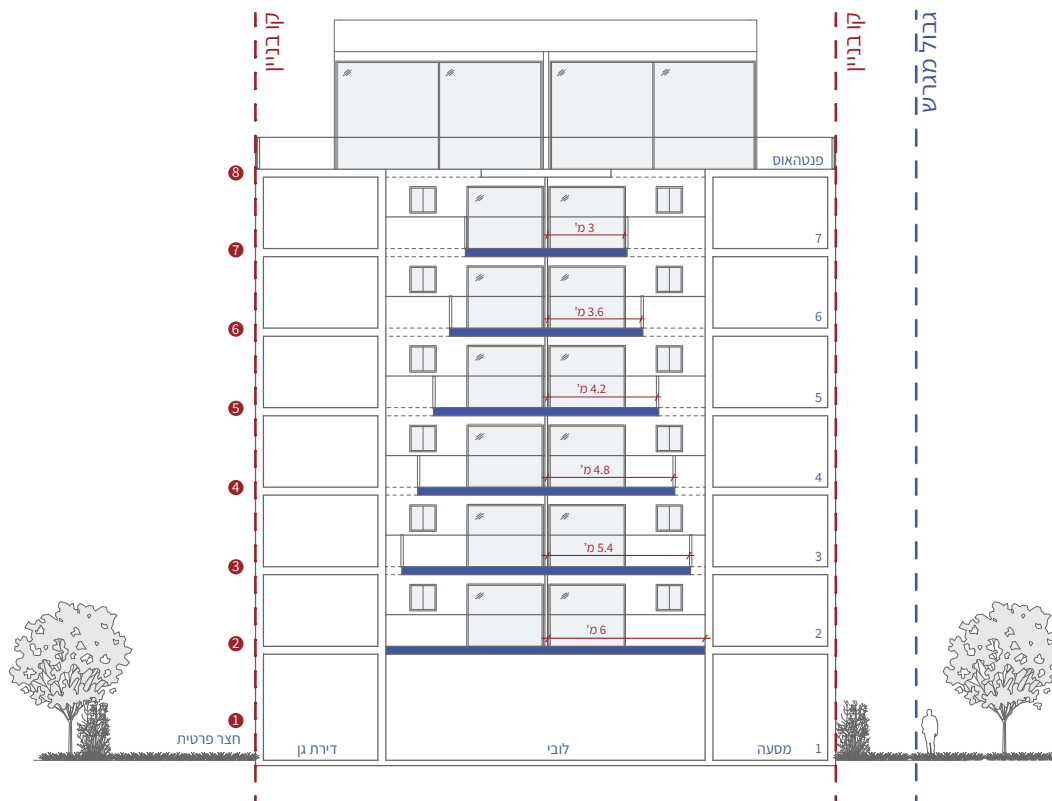 קו בניין
קו בניין
גבול מגרש
פנטהאוס
8
3 מ'
7
7
3.6 מ'
6
6
4.2 מ'
5
5
4.8 מ'
4
4
5.4 מ'
3
3
6 מ'
2
2
1
חצר פרטית
דירת גן
לובי
מסעה
1